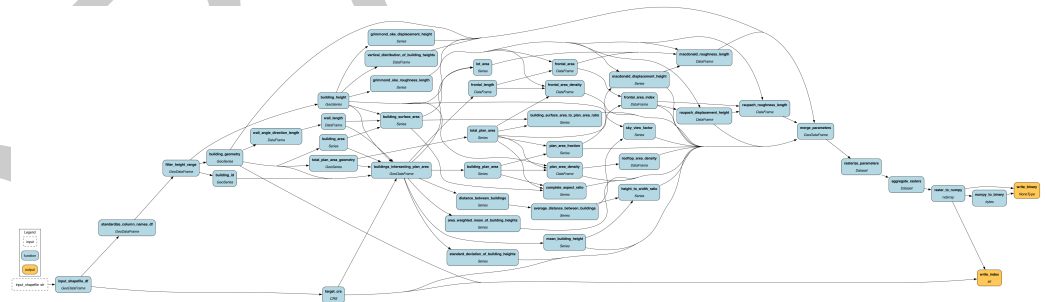 Legend
input
function
output
input_shapefile_df
input_shapefile_df
GeoDataFrame
standardize_column_names_df
GeoDataFrame
target_crs
CRS
filter_height_range
GeoDataFrame
building_geometry
GeoSeries
building_id
GeoSeries
wall_angle_direction_length
DataFrame
total_plan_area_geometry
GeoSeries
building_height
GeoSeries
wall_length
DataFrame
building_area
Series
grimmond_oke_displacement_height
Series
vertical_distribution_of_building_heights
DataFrame
grimmond_oke_roughness_length
Series
building_surface_area
Series
buildings_intersecting_plan_area
GeoDataFrame
lot_area
Series
frontal_length
DataFrame
total_plan_area
Series
building_plan_area
Series
distance_between_buildings
Series
area_weighted_mean_of_building_heights
Series
standard_deviation_of_building_heights
Series
frontal_area
DataFrame
frontal_area_density
DataFrame
building_surface_area_to_plan_area_ratio
Series
plan_area_fraction
Series
plan_area_density
DataFrame
complete_aspect_ratio
Series
average_distance_between_buildings
Series
mean_building_height
Series
macdonald_displacement_height
Series
frontal_area_index
DataFrame
sky_view_factor
Series
rooftop_area_density
DataFrame
height_to_width_ratio
Series
macdonald_roughness_length
DataFrame
raupach_displacement_height
DataFrame
raupach_roughness_length
DataFrame
merge_parameters
GeoDataFrame
rasterize_parameters
Dataset
aggregate_rasters
Dataset
raster_to_numpy
ndarray
numpy_to_binary
bytes
write_binary
NoneType
write_index